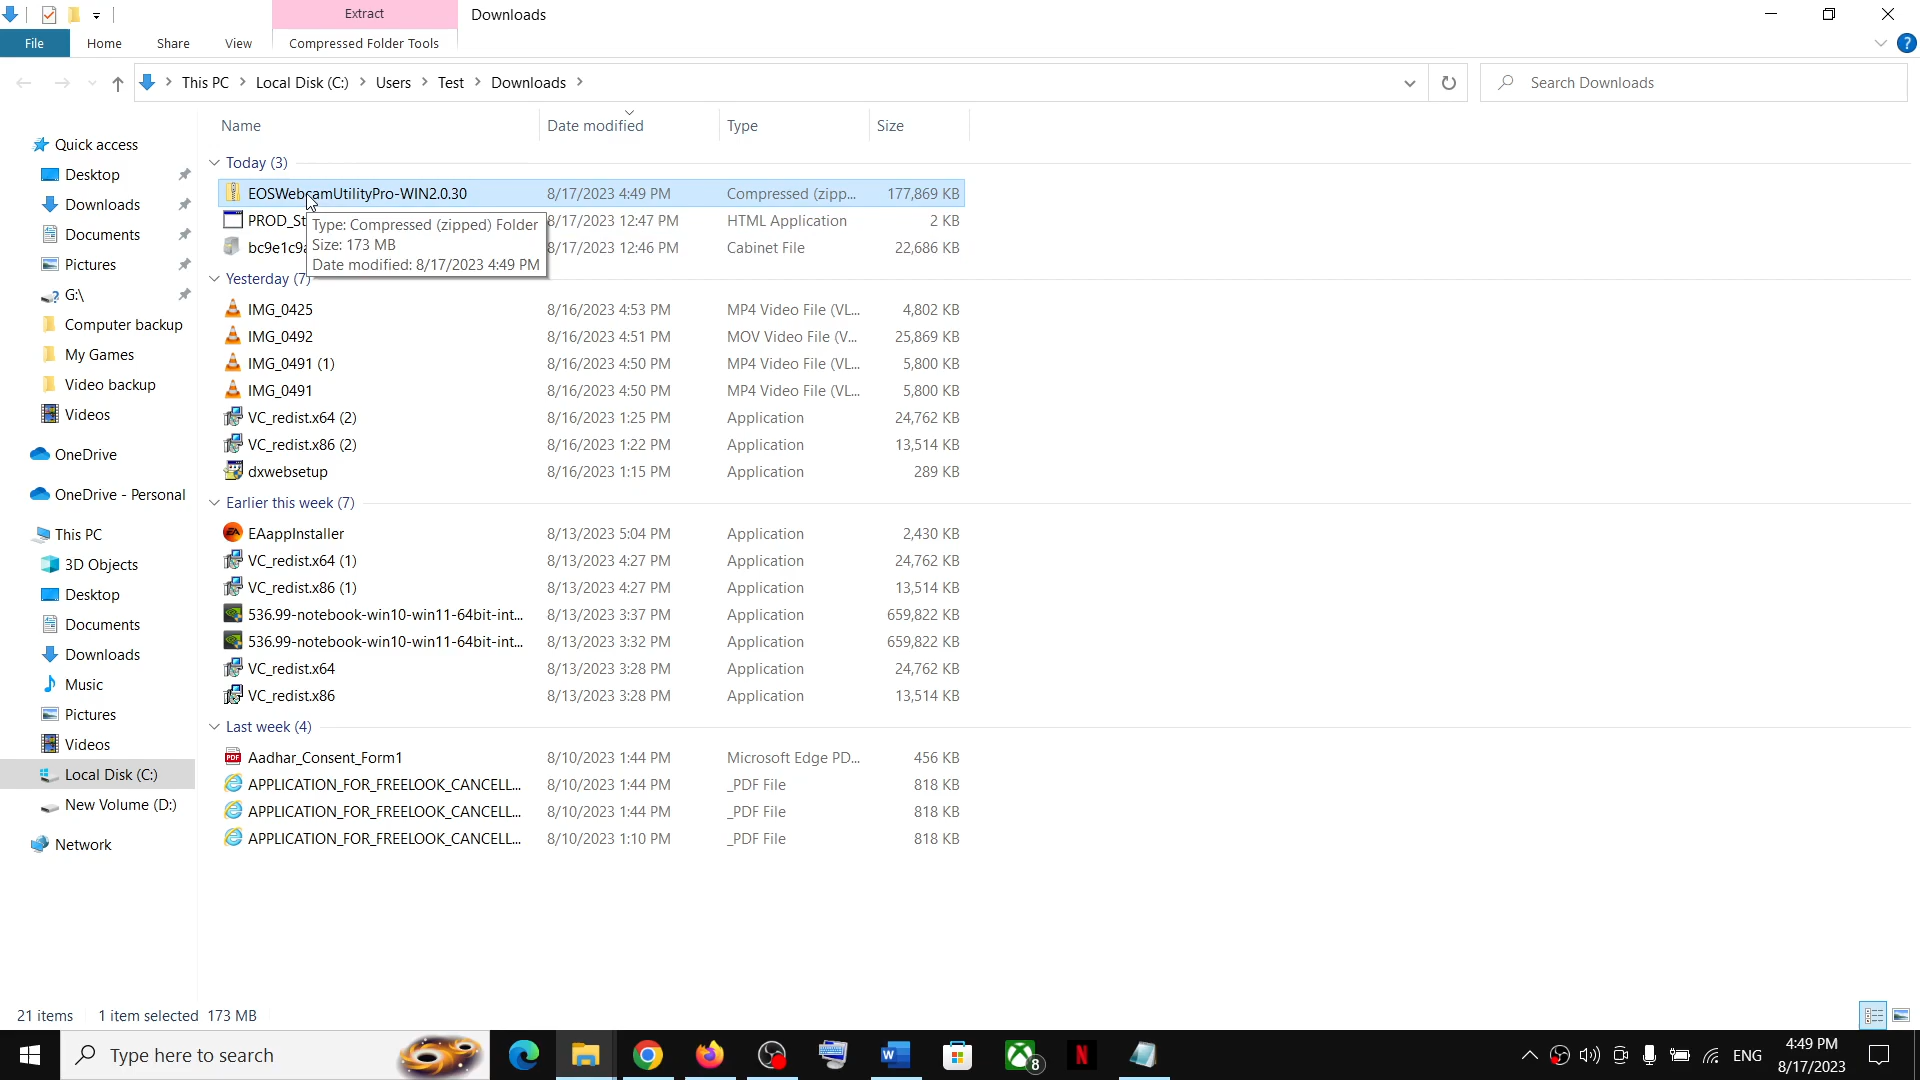 Extract
Downloads
File
Home
Share
View
Compressed Folder Tools
?
This PC
Local Disk (C:)
Users
Test
Downloads
Search Downloads
Name
Date modified
Type
Size
Quick access
Desktop
Downloads
Documents
Pictures
G:\
Computer backup
My Games
Video backup
Videos
OneDrive
OneDrive - Personal
This PC
3D Objects
Desktop
Documents
Downloads
Music
Pictures
Videos
Local Disk (C:)
New Volume (D:)
Network
Today (3)
EOSWebcamUtilityPro-WIN2.0.30 8/17/2023 4:49 PM Compressed (zipp... 177,869 KB
PROD_St 8/17/2023 12:47 PM HTML Application 2 KB
bc9e1c9a 8/17/2023 12:46 PM Cabinet File 22,686 KB
Type: Compressed (zipped) Folder
Size: 173 MB
Date modified: 8/17/2023 4:49 PM
Yesterday (7)
IMG_0425 8/16/2023 4:53 PM MP4 Video File (VL... 4,802 KB
IMG_0492 8/16/2023 4:51 PM MOV Video File (V... 25,869 KB
IMG_0491 (1) 8/16/2023 4:50 PM MP4 Video File (VL... 5,800 KB
IMG_0491 8/16/2023 4:50 PM MP4 Video File (VL... 5,800 KB
VC_redist.x64 (2) 8/16/2023 1:25 PM Application 24,762 KB
VC_redist.x86 (2) 8/16/2023 1:22 PM Application 13,514 KB
dxwebsetup 8/16/2023 1:15 PM Application 289 KB
Earlier this week (7)
EAappInstaller 8/13/2023 5:04 PM Application 2,430 KB
VC_redist.x64 (1) 8/13/2023 4:27 PM Application 24,762 KB
VC_redist.x86 (1) 8/13/2023 4:27 PM Application 13,514 KB
536.99-notebook-win10-win11-64bit-int... 8/13/2023 3:37 PM Application 659,822 KB
536.99-notebook-win10-win11-64bit-int... 8/13/2023 3:32 PM Application 659,822 KB
VC_redist.x64 8/13/2023 3:28 PM Application 24,762 KB
VC_redist.x86 8/13/2023 3:28 PM Application 13,514 KB
Last week (4)
Aadhar_Consent_Form1 8/10/2023 1:44 PM Microsoft Edge PD... 456 KB
APPLICATION_FOR_FREELOOK_CANCELL... 8/10/2023 1:44 PM _PDF File 818 KB
APPLICATION_FOR_FREELOOK_CANCELL... 8/10/2023 1:44 PM _PDF File 818 KB
APPLICATION_FOR_FREELOOK_CANCELL... 8/10/2023 1:10 PM _PDF File 818 KB
21 items
1 item selected 173 MB
Type here to search
8
ENG
4:49 PM
8/17/2023